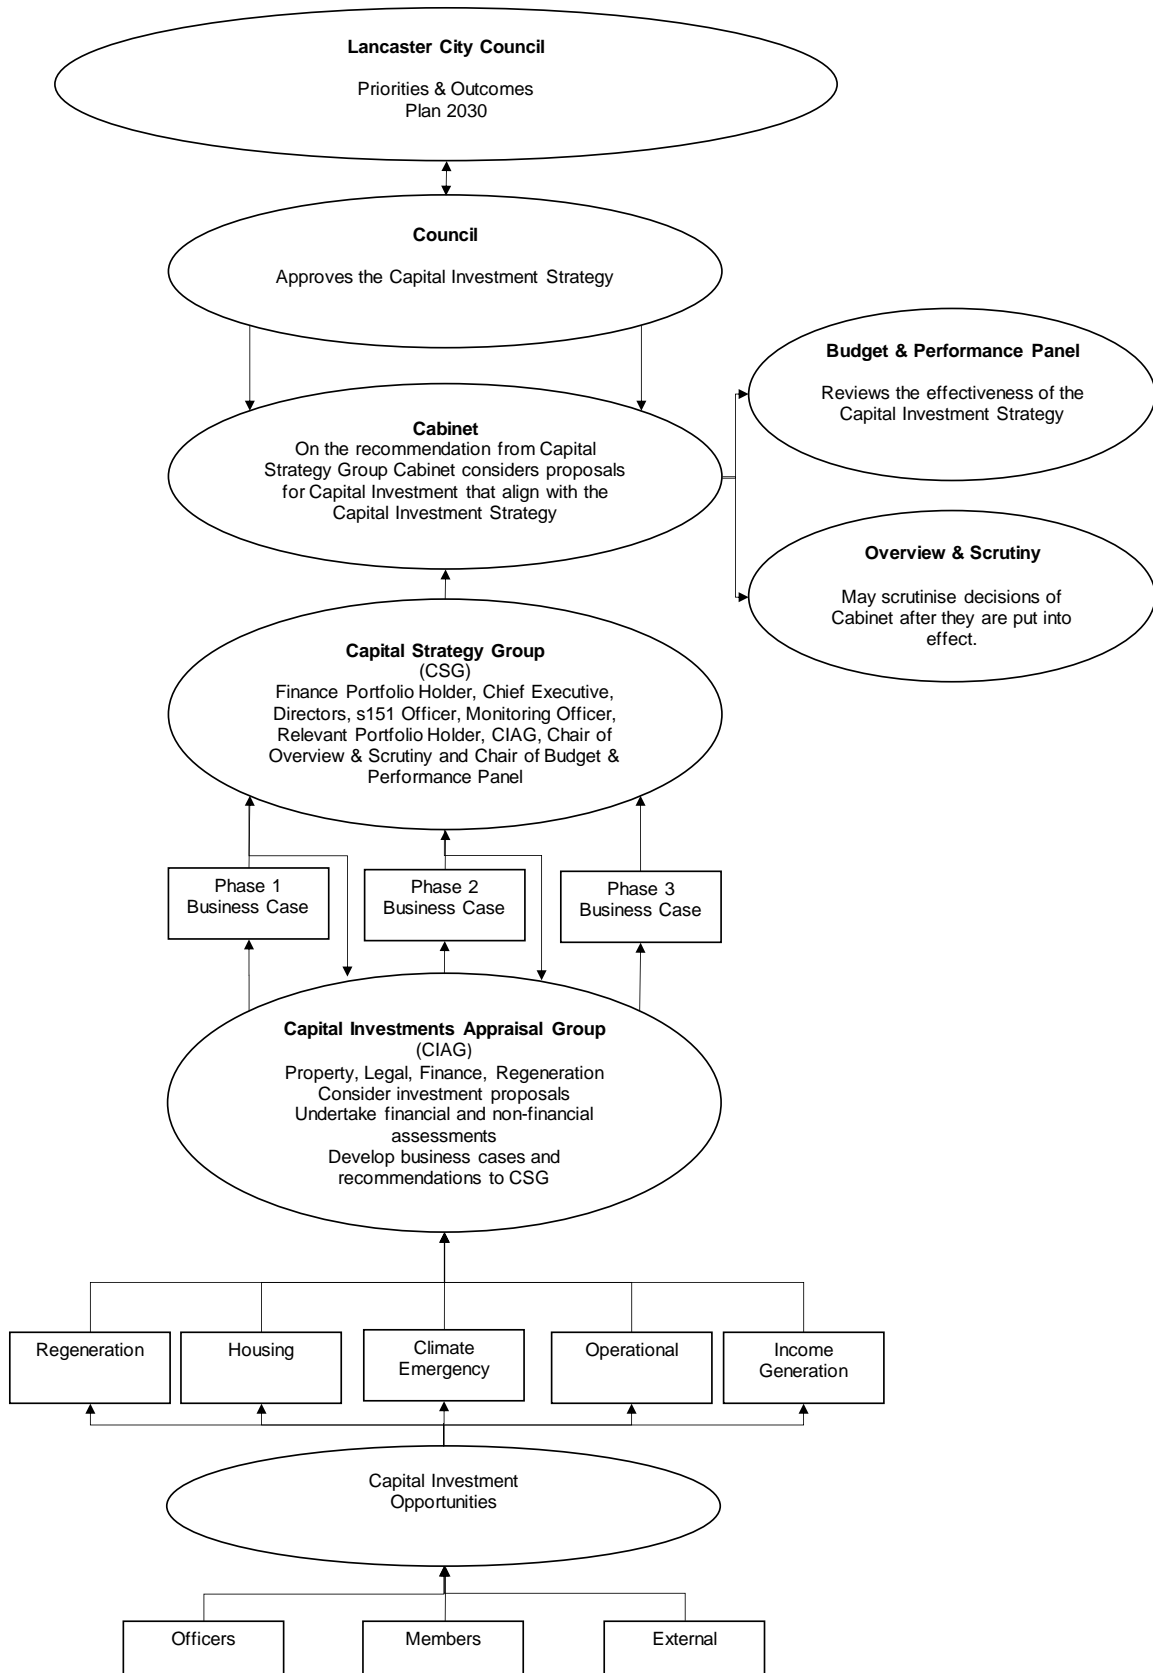 Lancaster City Council
Priorities & Outcomes
Plan 2030
Council
Approves the Capital Investment Strategy
Budget & Performance Panel
Reviews the effectiveness of the
Capital Investment Strategy
Cabinet
On the recommendation from Capital
Strategy Group Cabinet considers proposals
for Capital Investment that align with the
Capital Investment Strategy
Overview & Scrutiny
May scrutinise decisions of
Cabinet after they are put into
effect.
Capital Strategy Group
(CSG)
Finance Portfolio Holder, Chief Executive,
Directors, s151 Officer, Monitoring Officer,
Relevant Portfolio Holder, CIAG, Chair of
Overview & Scrutiny and Chair of Budget &
Performance Panel
Phase 1
Business Case
Phase 2
Business Case
Phase 3
Business Case
Capital Investments Appraisal Group
(CIAG)
Property, Legal, Finance, Regeneration
Consider investment proposals
Undertake financial and non-financial
assessments
Develop business cases and
recommendations to CSG
Regeneration
Housing
Climate
Emergency
Operational
Income
Generation
Capital Investment
Opportunities
Officers
Members
External